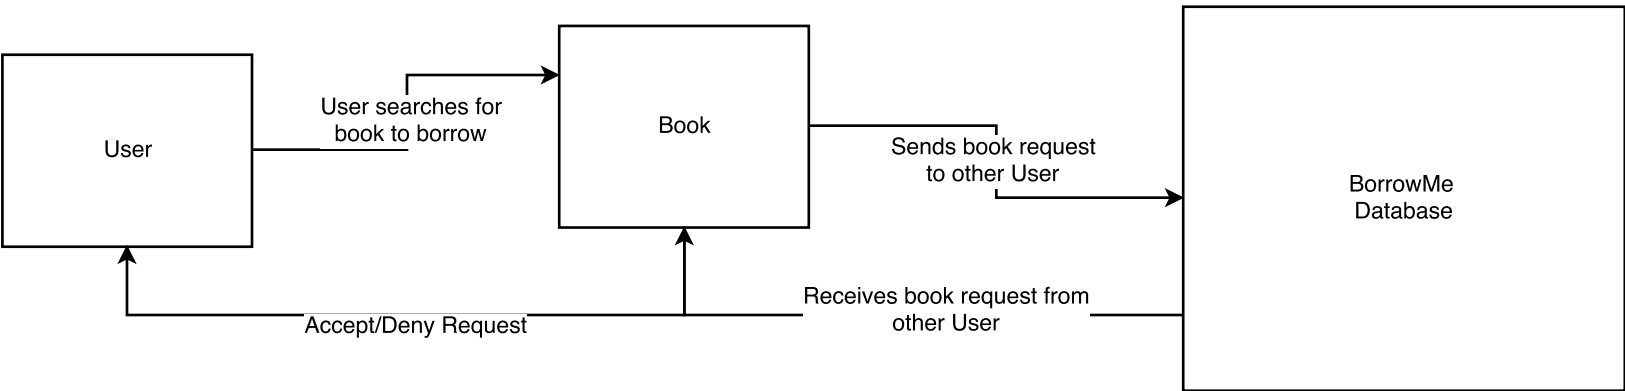 User
User searches for
book to borrow
Book
Sends book request
to other User
BorrowMe
Database
Receives book request from
other User
Accept/Deny Request